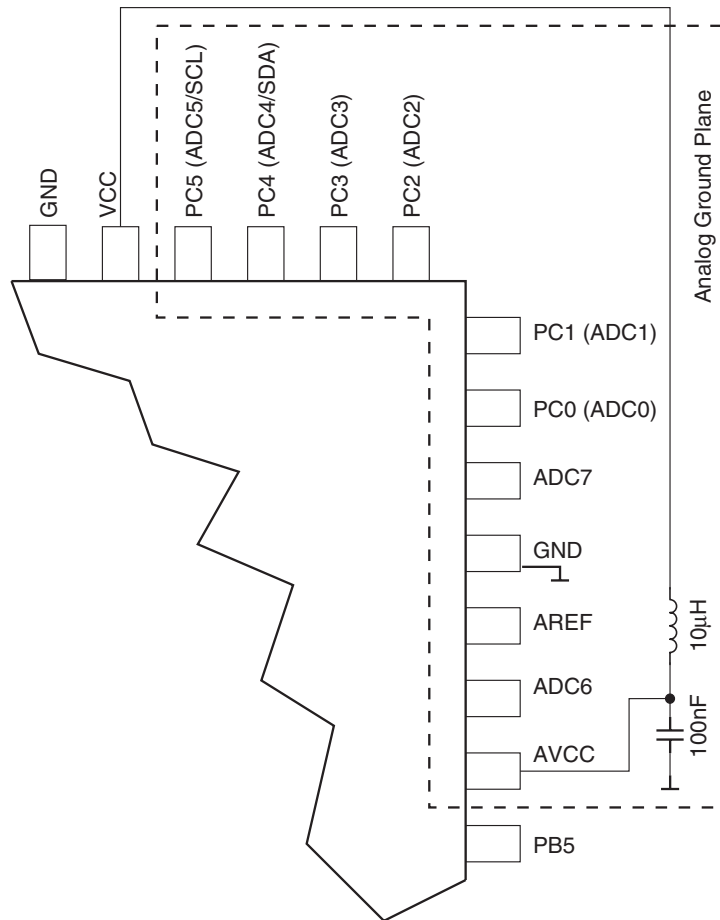 GND
VCC
PC5 (ADC5/SCL)
PC4 (ADC4/SDA)
PC3 (ADC3)
PC2 (ADC2)
Analog Ground Plane
PC1 (ADC1)
PC0 (ADC0)
ADC7
GND
AREF
ADC6
AVCC
PB5
10μH
100nF